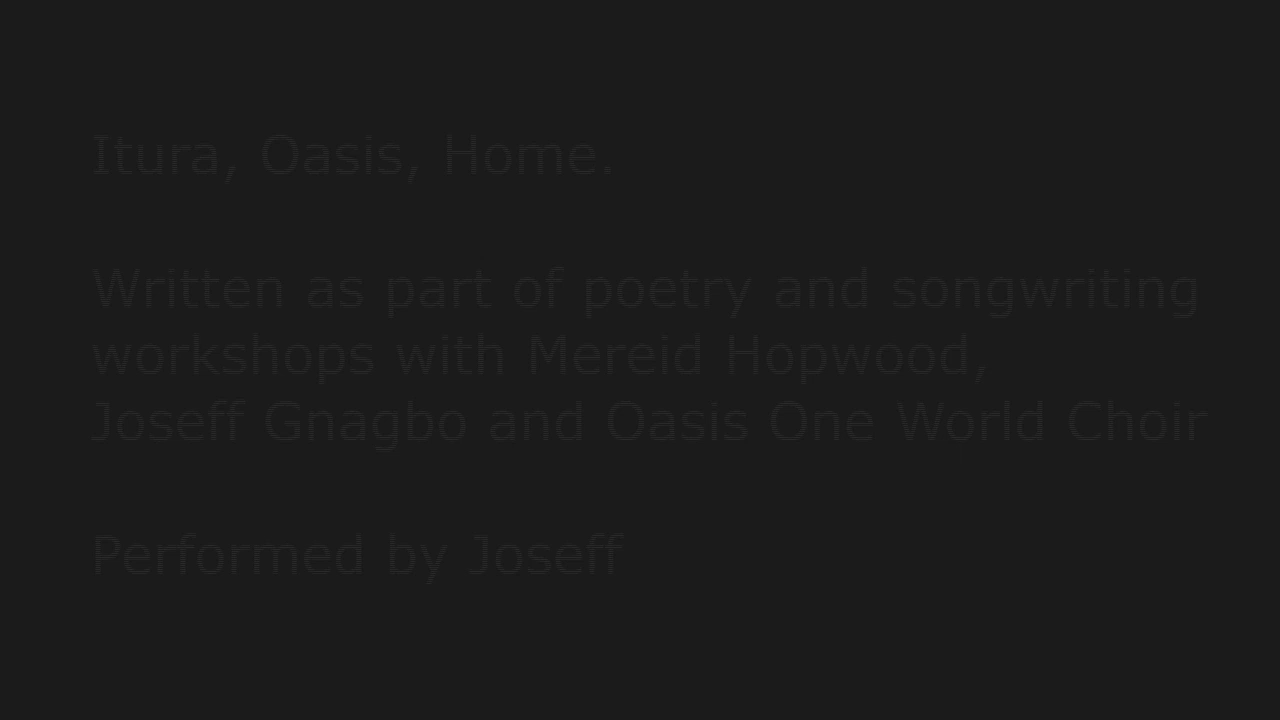 Itura, Oasis, Home.
Written as part of poetry and songwriting
workshops with Mereid Hopwood,
Joseff Gnagbo and Oasis One World Choir
Performed by Joseff